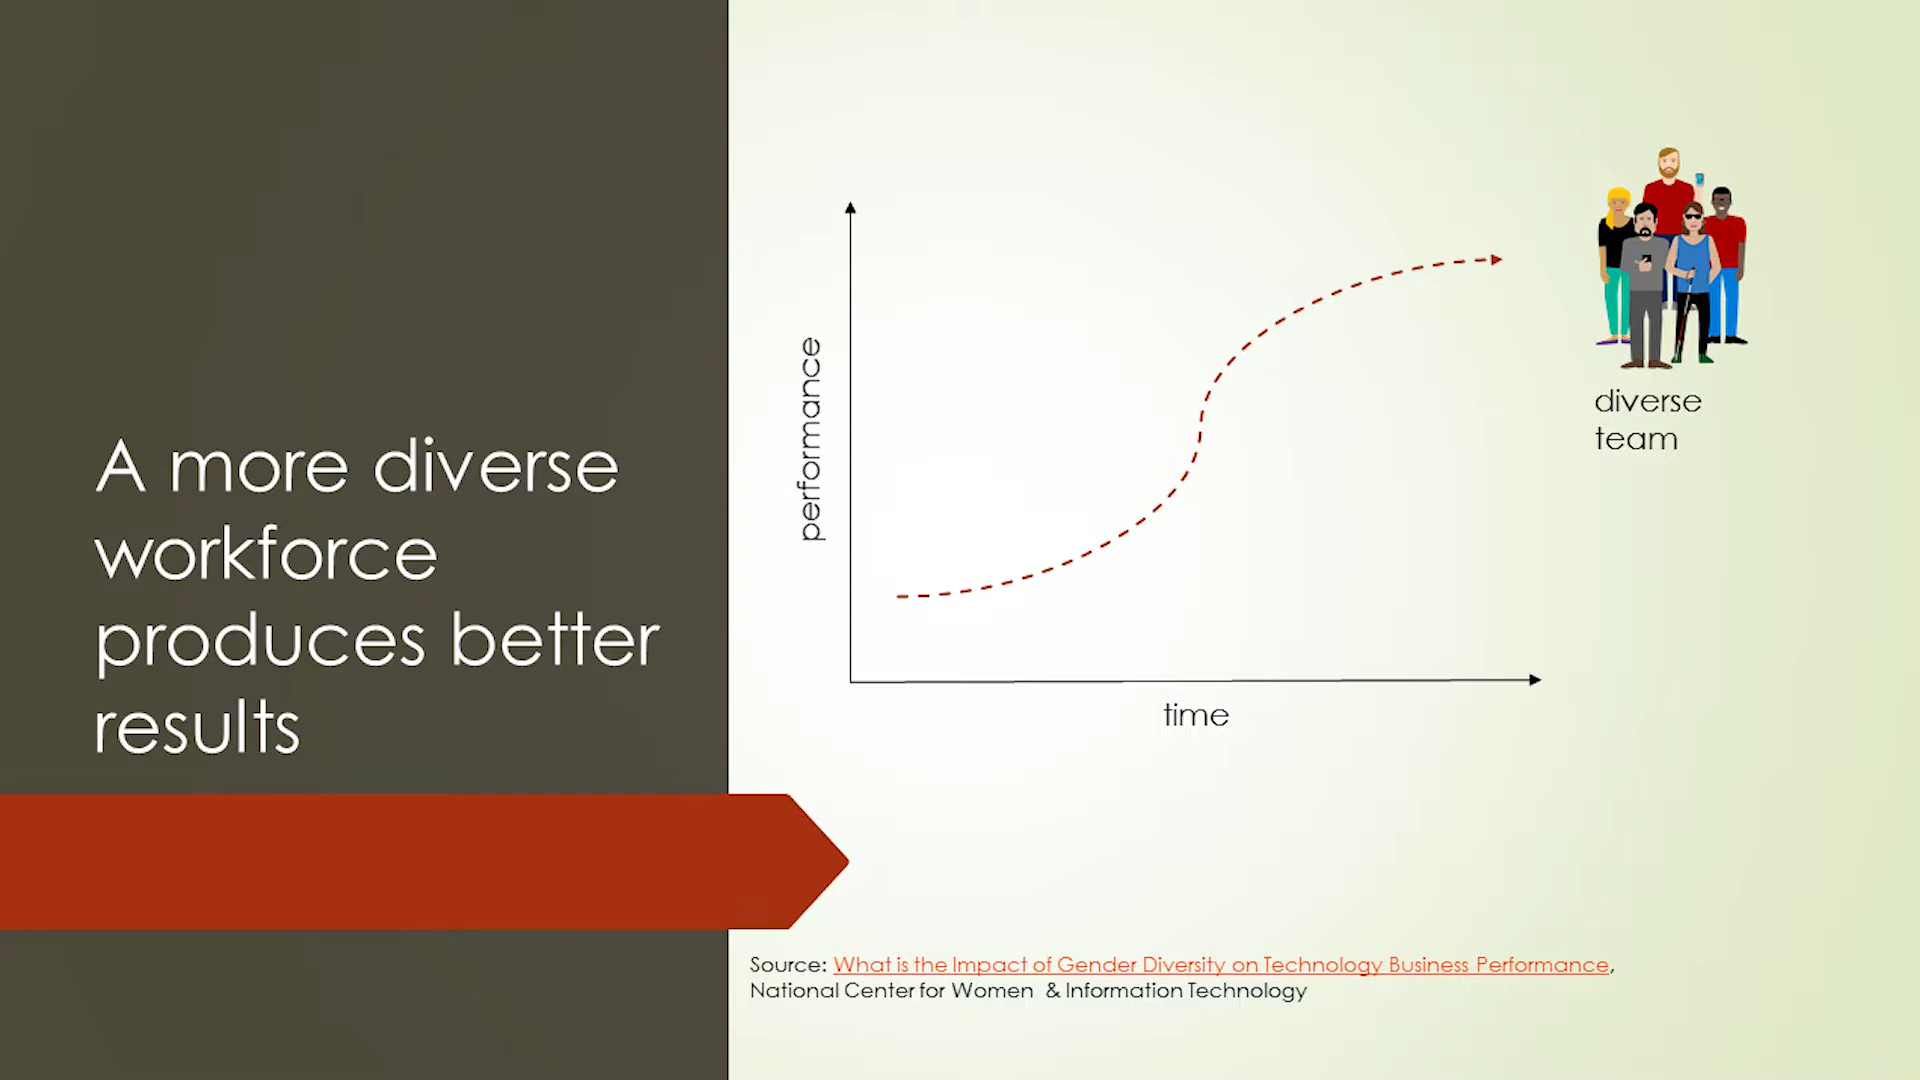 A more diverse
workforce
produces better
results
performance
time
diverse
team
Source: What is the Impact of Gender Diversity on Technology Business Performance,
National Center for Women & Information Technology